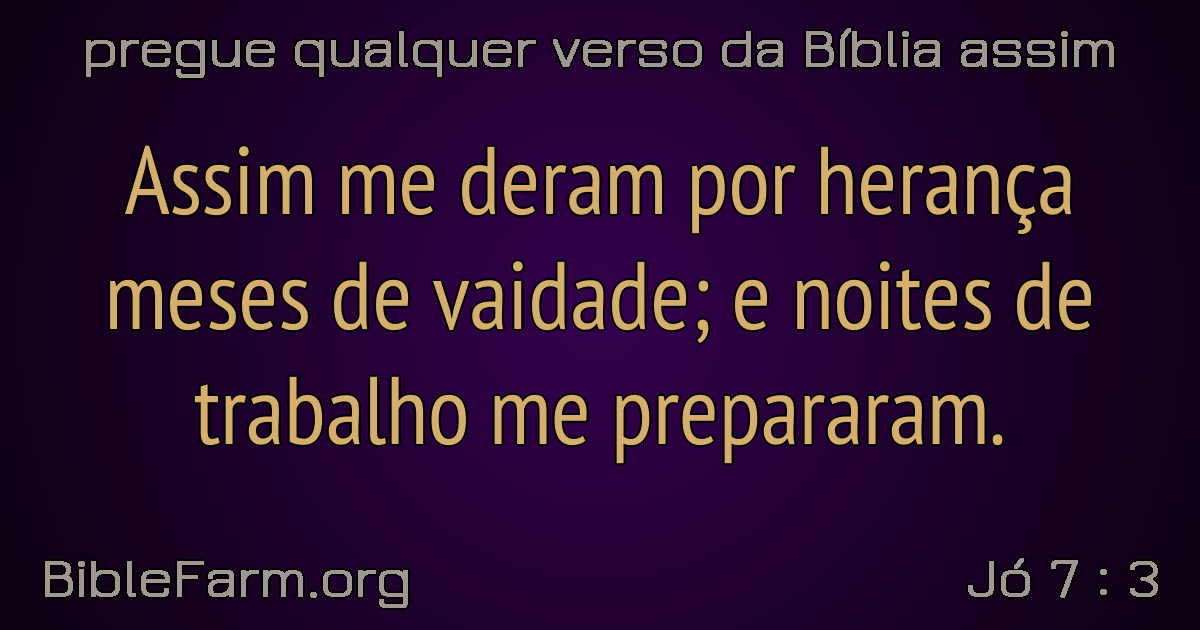 pregue qualquer verso da Bíblia assim
Assim me deram por herança
meses de vaidade; e noites de
trabalho me prepararam.
BibleFarm.org
Jó 7 : 3